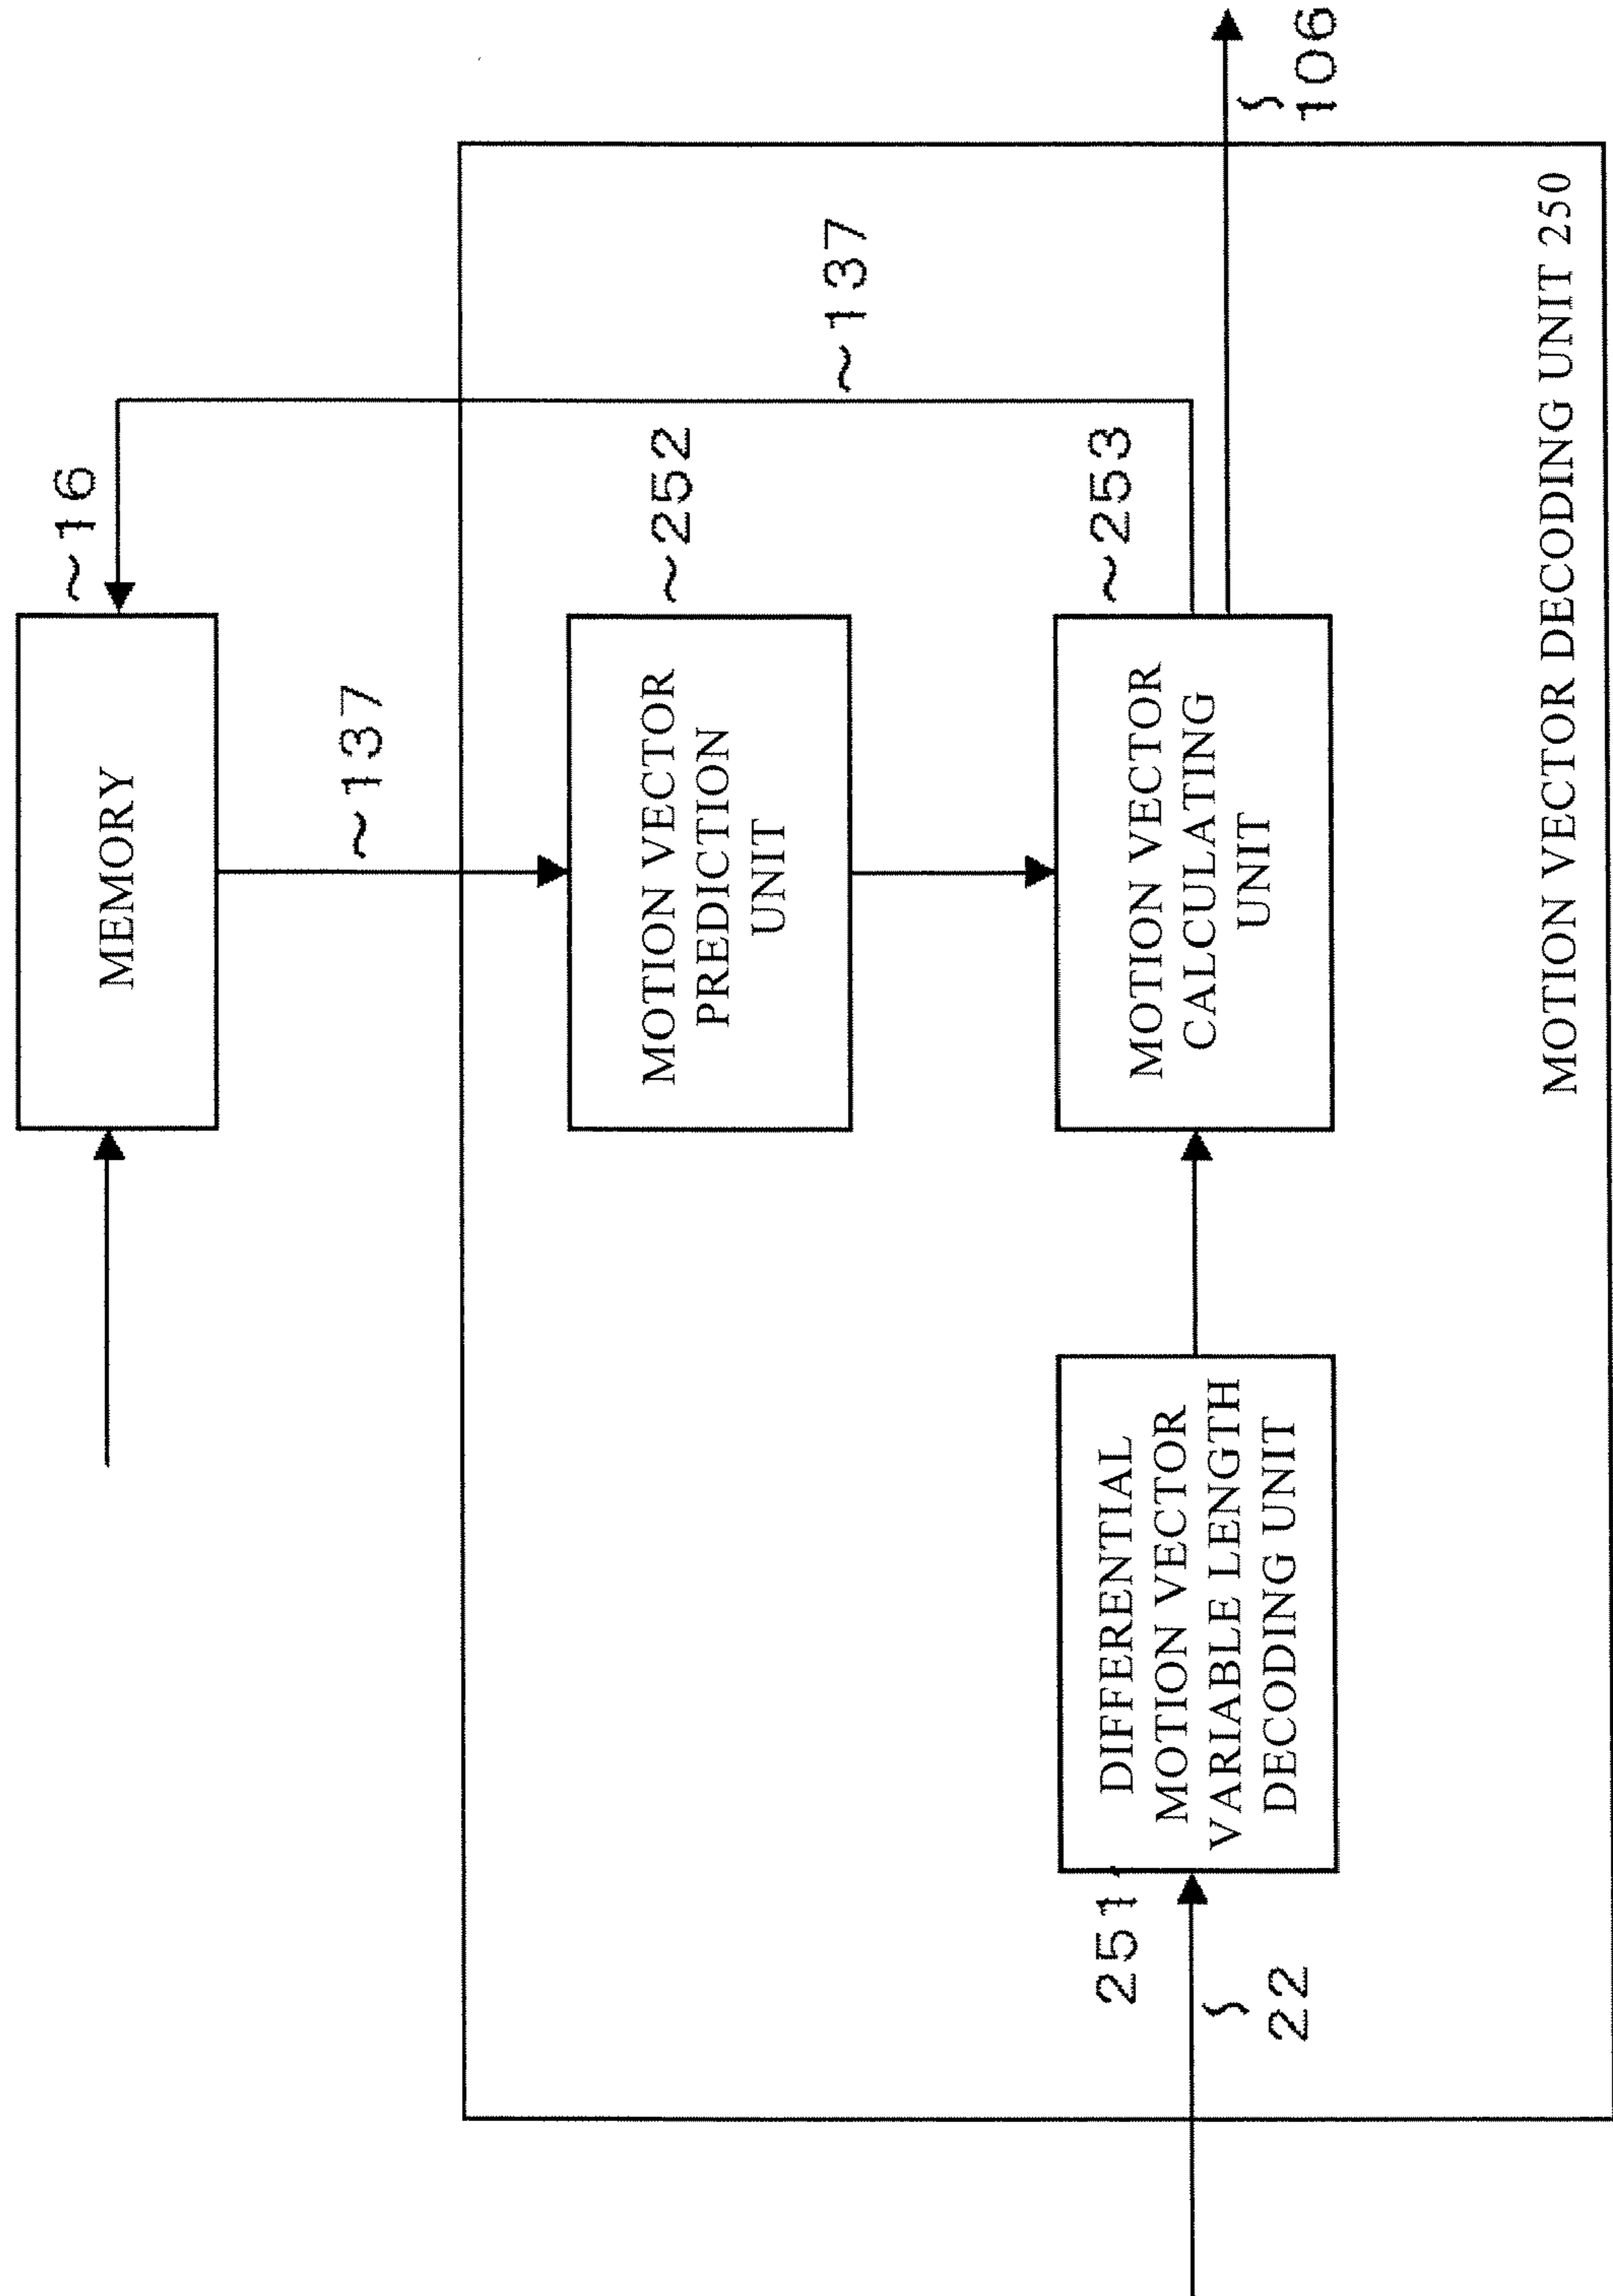 ~16
MEMORY
~137
~137
~252
MOTION VECTOR
PREDICTION
UNIT
~253
MOTION VECTOR
CALCULATING
UNIT
251
DIFFERENTIAL
MOTION VECTOR
VARIABLE LENGTH
DECODING UNIT
22
106
MOTION VECTOR DECODING UNIT 250